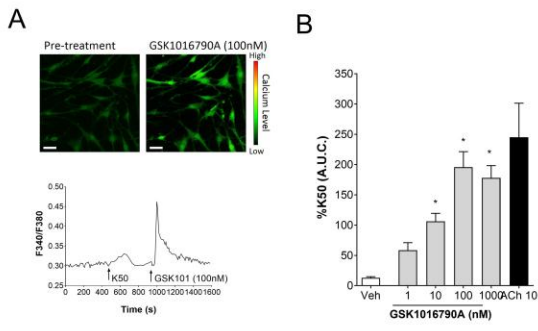 A
Pre-treatment
GSK1016790A (100nM)
High
Calcium Level
Low
F340/F380
0.50
0.45
0.40
0.35
0.30
0.25
K50
GSK101 (100nM)
0 200 400 600 800 1000 1200 1400 1600
Time (s)
B
%K50 (A.U.C.)
350
300
250
200
150
100
50
0
* * *
Veh 1 10 100 1000 ACh 10
GSK1016790A (nM)